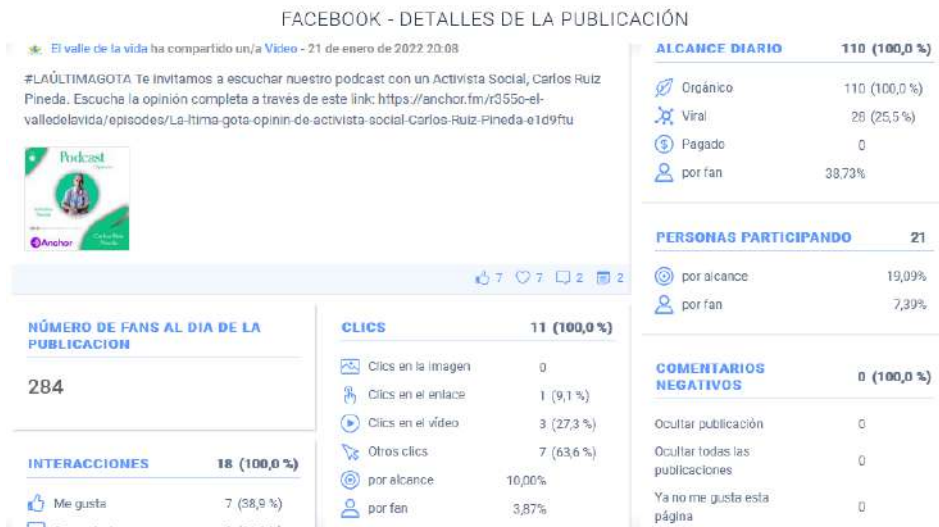 FACEBOOK - DETALLES DE LA PUBLICACIÓN
El valle de la vida ha compartido un/a Video - 21 de enero de 2022 20:08
#LAÚLTIMAGOTA Te invitamos a escuchar nuestro podcast con un Activista Social, Carlos Ruiz
Pineda. Escucha la opinión completa a través de este link: https://anchor.fm/r355o-el-
valledelavida/episodes/La-ltima-gota-opinin-de-activista-social-Carlos-Ruiz-Pineda-e1d9ftu
Podcast
Anchor
7 7 2 2
NÚMERO DE FANS AL DIA DE LA
PUBLICACION
284
INTERACCIONES 18 (100,0 %)
Me gusta 7 (38,9 %)
CLICS 11 (100,0 %)
Clics en la imagen 0
Clics en el enlace 1 (9,1 %)
Clics en el vídeo 3 (27,3 %)
Otros clics 7 (63,6 %)
por alcance 10,00%
por fan 3,87%
ALCANCE DIARIO 110 (100,0 %)
Orgánico 110 (100,0 %)
Viral 28 (25,5 %)
Pagado 0
por fan 38,73%
PERSONAS PARTICIPANDO 21
por alcance 19,09%
por fan 7,39%
COMENTARIOS
NEGATIVOS 0 (100,0 %)
Ocultar publicación 0
Ocultar todas las
publicaciones 0
Ya no me gusta esta
página 0